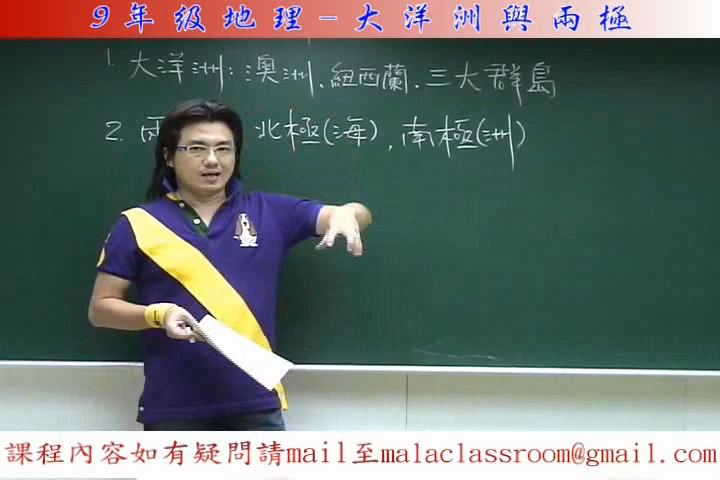 9年級地理-大洋洲與兩極
1. 大洋洲:澳洲、紐西蘭、三大群島
2. 兩 北極(海),南極(洲)
課程內容如有疑問請mail至malaclassroom@gmail.com